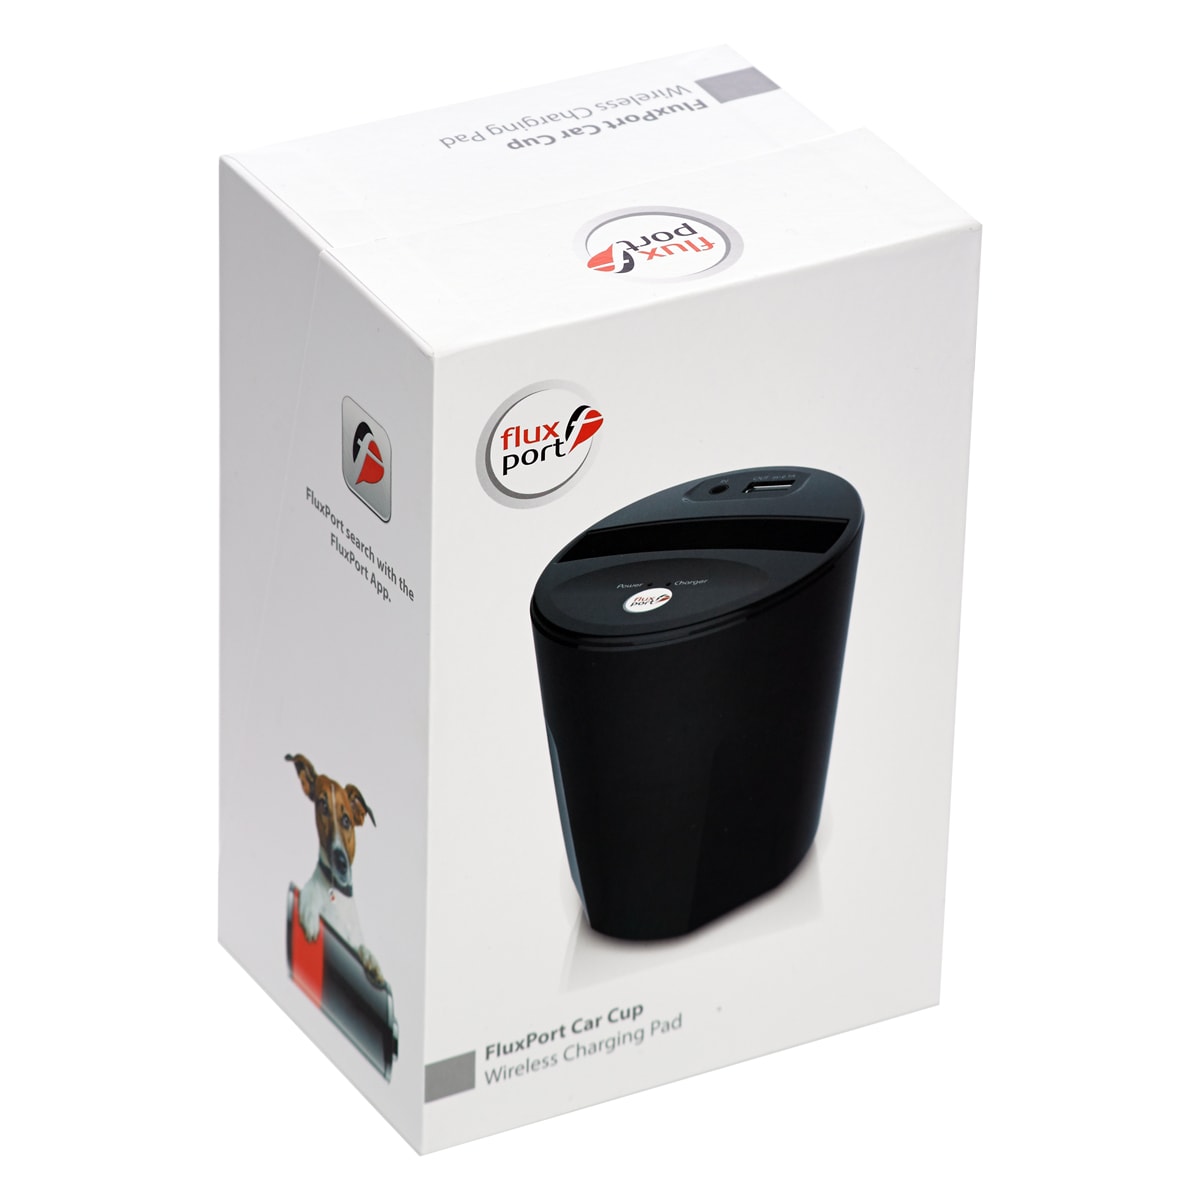 FluxPort Car Cup
Wireless Charging Pad
flux
port
flux
port
FluxPort search with the
FluxPort App.
Power
Charger
flux
port
FluxPort Car Cup
Wireless Charging Pad